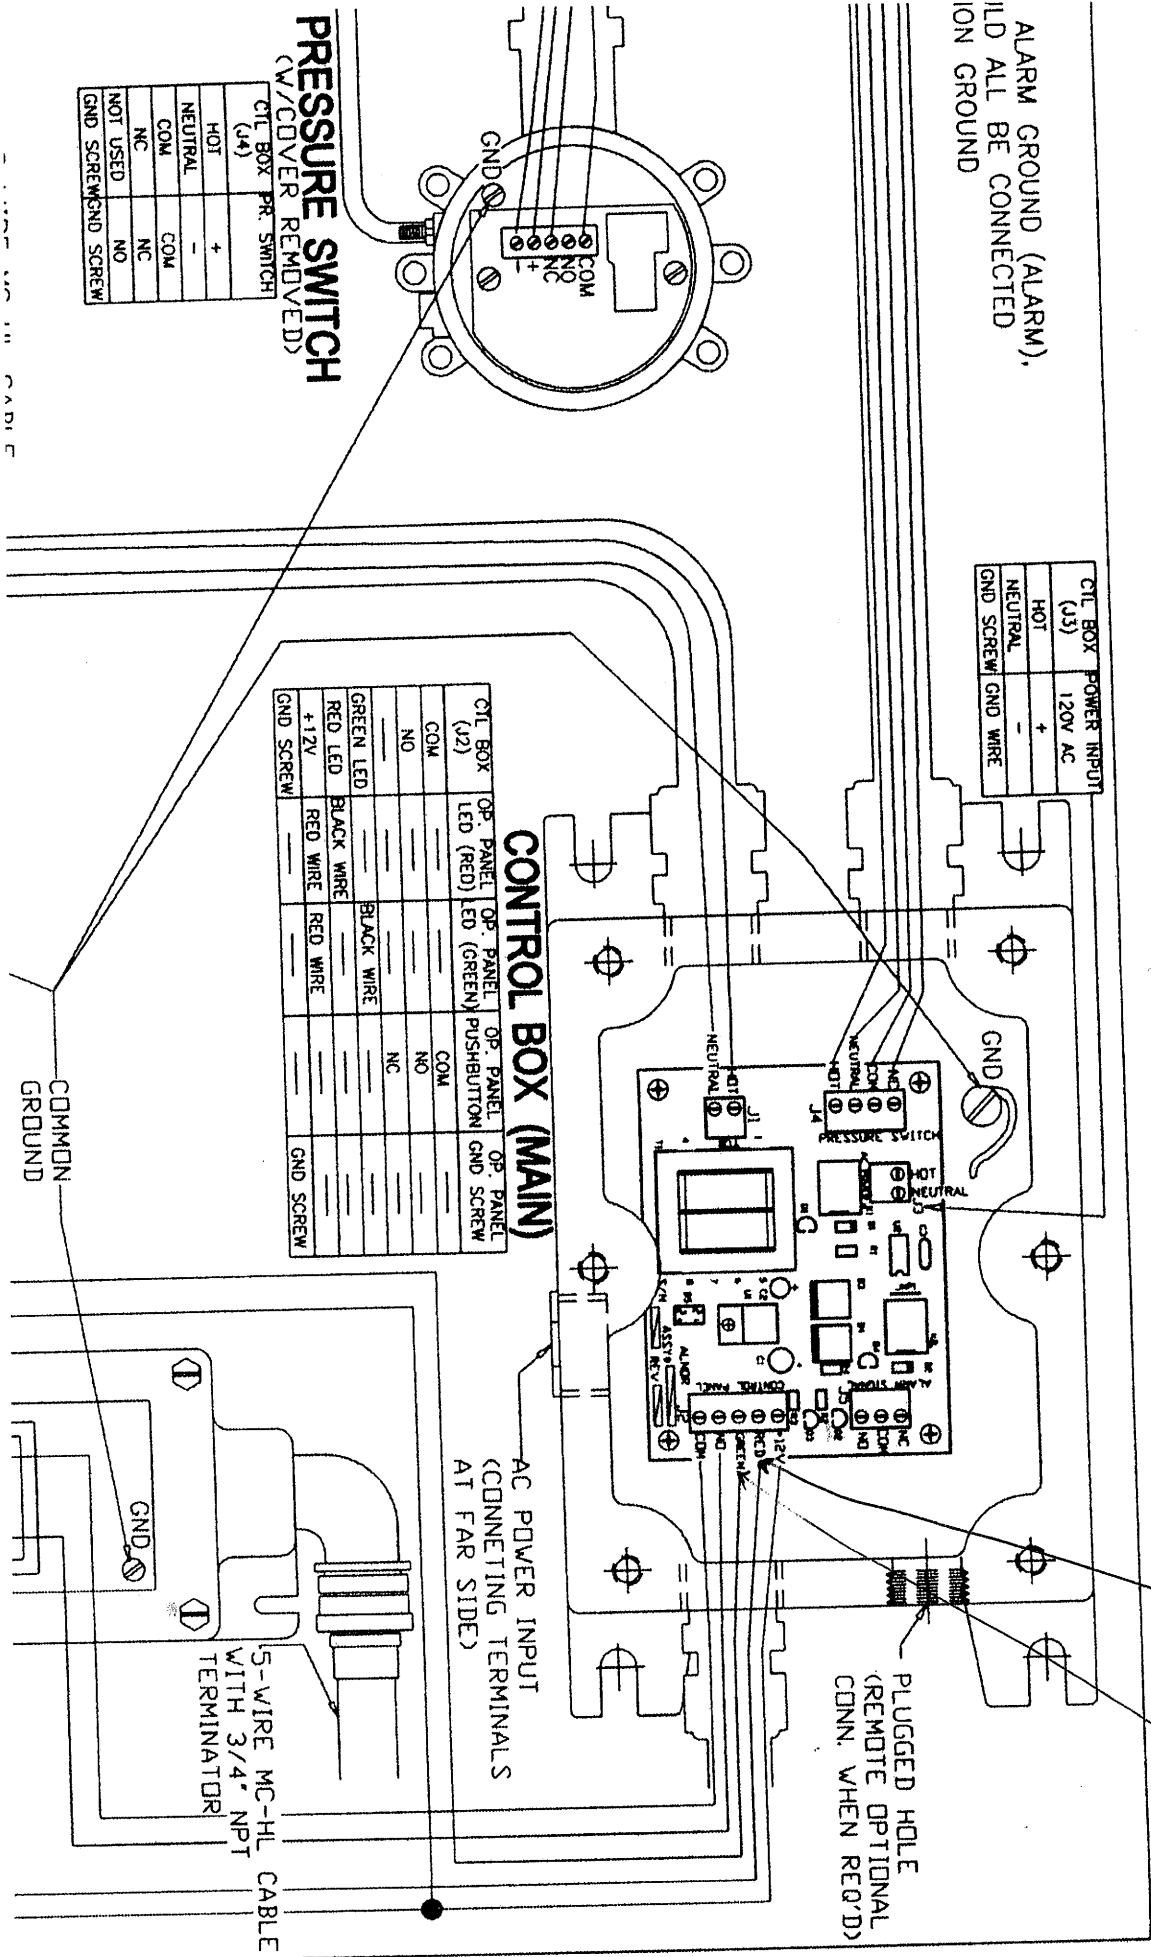 ALARM GROUND (ALARM),
ALL BE CONNECTED
GROUND
PRESSURE SWITCH
(W/COVER REMOVED)
CTL BOX (J4) PR. SWITCH
HOT +
NEUTRAL -
COM COM
NC NC
NOT USED NO
GND SCREW GND SCREW
GND
COM
NO
NC
+
-
CTL BOX (J3) POWER INPUT 120V AC
HOT +
NEUTRAL -
GND SCREW GND WIRE
CONTROL BOX (MAIN)
CTL BOX (J2) OP. PANEL LED (RED) OP. PANEL LED (GREEN) OP. PANEL PUSHBUTTON OP. PANEL GND SCREW
COM — — COM —
NO — — NO —
— — — NC —
GREEN LED — BLACK WIRE — —
RED LED BLACK WIRE — — —
+12V RED WIRE RED WIRE — —
GND SCREW — — — GND SCREW
GND
NC
COM
NEUTRAL
HOT
J4
PRESSURE SWITCH
HOT
NEUTRAL
J1
HOT
NEUTRAL
J3
ALARM SIGNAL
J5
NC
COM
NO
CONTROL PANEL
J2
+12V
RED
GREEN
NO
COM
ALNOR
ASSY#
REV
S/N
COMMON
GROUND
GND
AC POWER INPUT
(CONNETING TERMINALS
AT FAR SIDE)
PLUGGED HOLE
(REMOTE OPTIONAL
CONN. WHEN REQ'D)
5-WIRE MC-HL CABLE
WITH 3/4" NPT
TERMINATOR